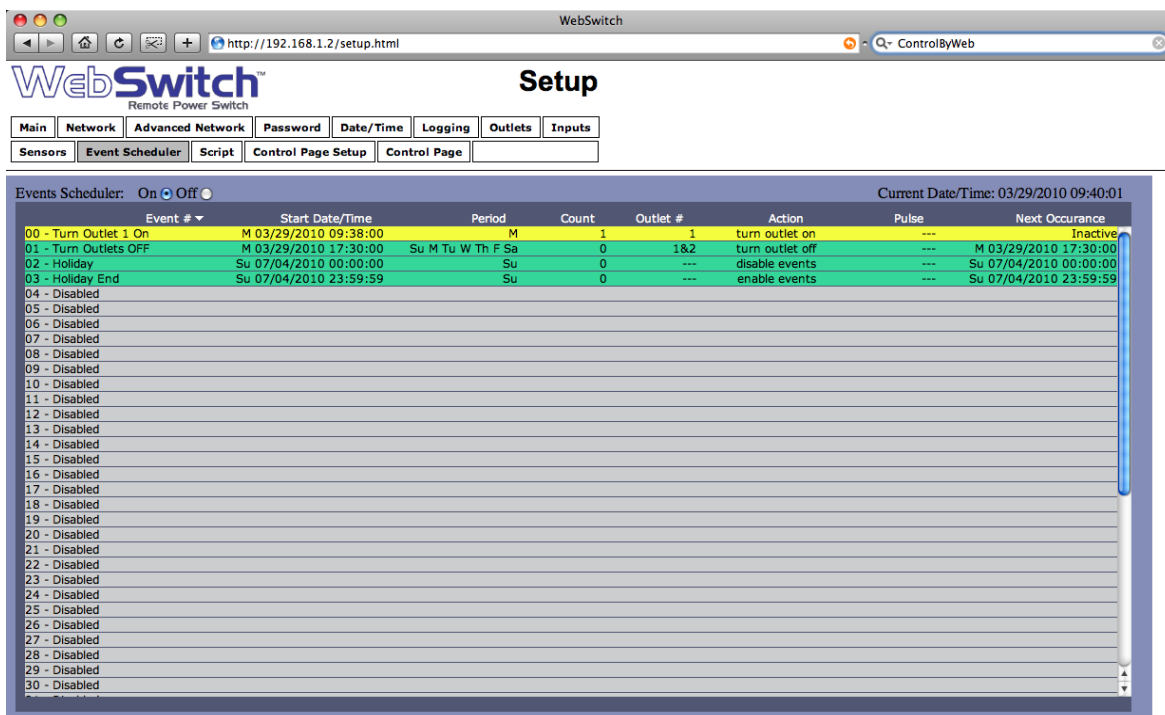 WebSwitch
http://192.168.1.2/setup.html
ControlByWeb
WebSwitch™
Remote Power Switch
Setup
Main Network Advanced Network Password Date/Time Logging Outlets Inputs
Sensors Event Scheduler Script Control Page Setup Control Page
Events Scheduler: On Off Current Date/Time: 03/29/2010 09:40:01
Event # Start Date/Time Period Count Outlet # Action Pulse Next Occurance
00 - Turn Outlet 1 On M 03/29/2010 09:38:00 M 1 1 turn outlet on --- Inactive
01 - Turn Outlets OFF M 03/29/2010 17:30:00 Su M Tu W Th F Sa 0 1&2 turn outlet off --- M 03/29/2010 17:30:00
02 - Holiday Su 07/04/2010 00:00:00 Su 0 --- disable events --- Su 07/04/2010 00:00:00
03 - Holiday End Su 07/04/2010 23:59:59 Su 0 --- enable events --- Su 07/04/2010 23:59:59
04 - Disabled
05 - Disabled
06 - Disabled
07 - Disabled
08 - Disabled
09 - Disabled
10 - Disabled
11 - Disabled
12 - Disabled
13 - Disabled
14 - Disabled
15 - Disabled
16 - Disabled
17 - Disabled
18 - Disabled
19 - Disabled
20 - Disabled
21 - Disabled
22 - Disabled
23 - Disabled
24 - Disabled
25 - Disabled
26 - Disabled
27 - Disabled
28 - Disabled
29 - Disabled
30 - Disabled